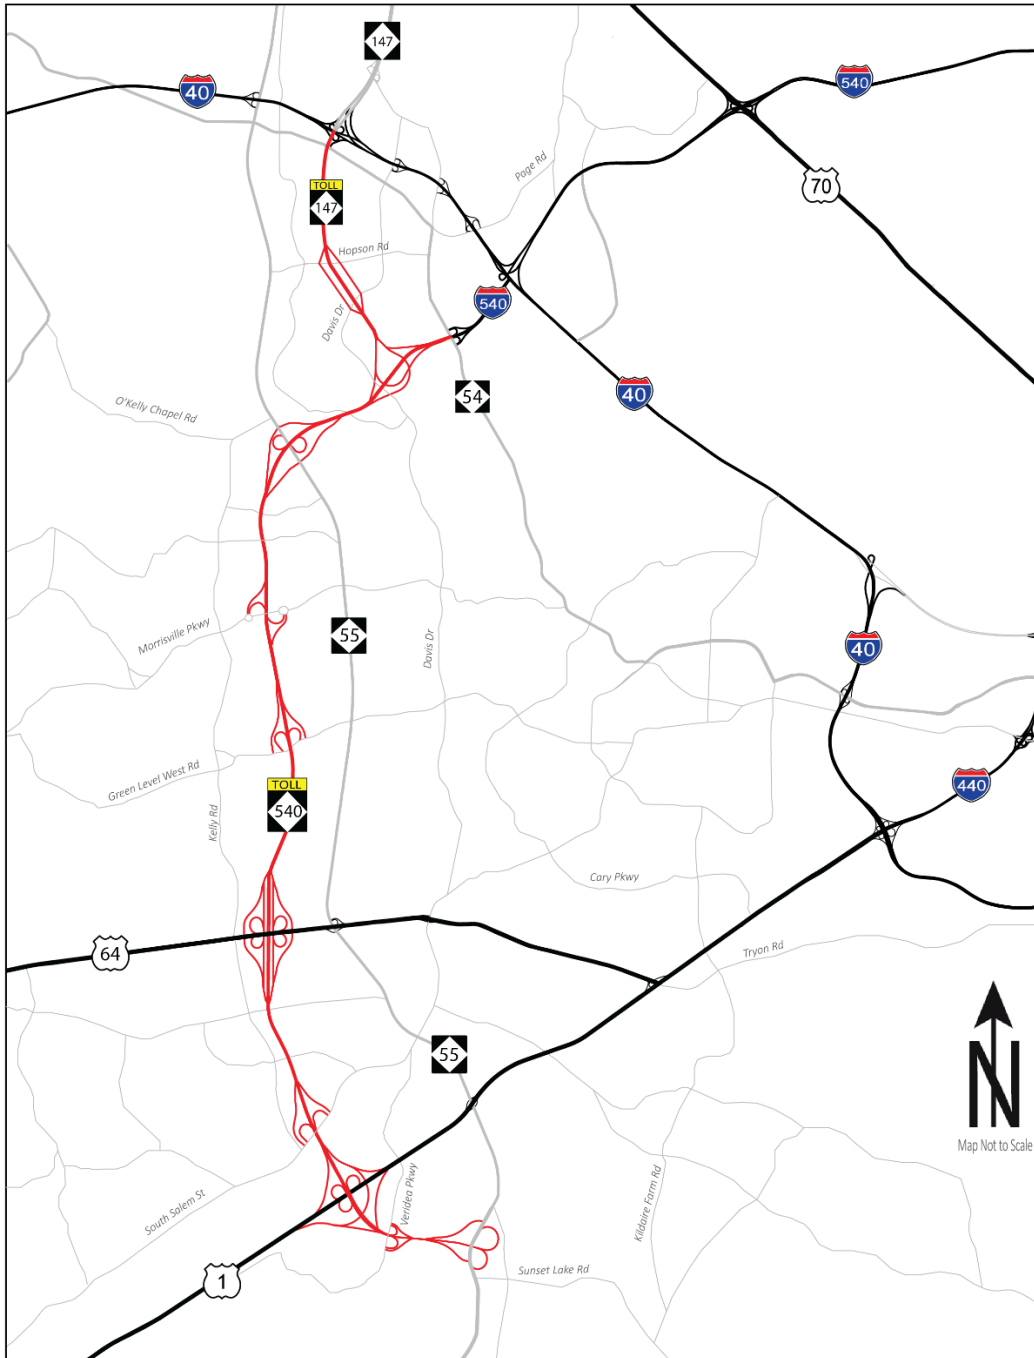 147
40
540
Page Rd
TOLL
147
70
Hopson Rd
540
Davis Dr
40
54
O'Kelly Chapel Rd
Morrisville Pkwy
55
Davis Dr
40
Green Level West Rd
TOLL
540
Kelly Rd
440
Cary Pkwy
64
Tryon Rd
55
N
Map Not to Scale
South Salem St
Veridea Pkwy
Kildaire Farm Rd
Sunset Lake Rd
1